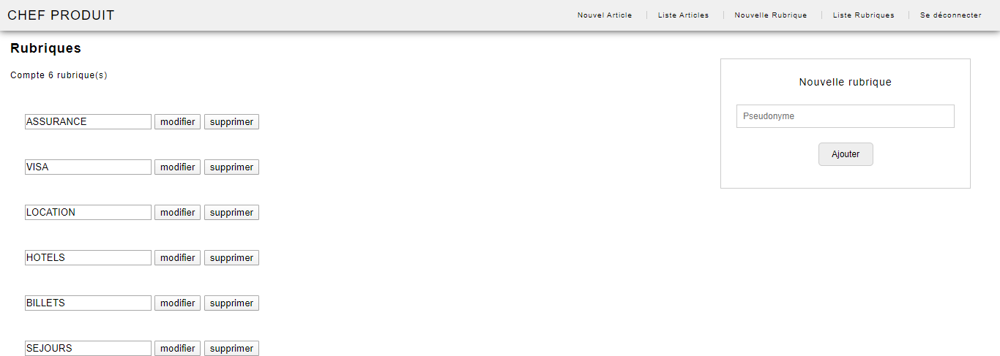 CHEF PRODUIT
Nouvel Article
Liste Articles
Nouvelle Rubrique
Liste Rubriques
Se déconnecter
Rubriques
Compte 6 rubrique(s)
ASSURANCE modifier supprimer
VISA modifier supprimer
LOCATION modifier supprimer
HOTELS modifier supprimer
BILLETS modifier supprimer
SEJOURS modifier supprimer
Nouvelle rubrique
Pseudonyme
Ajouter